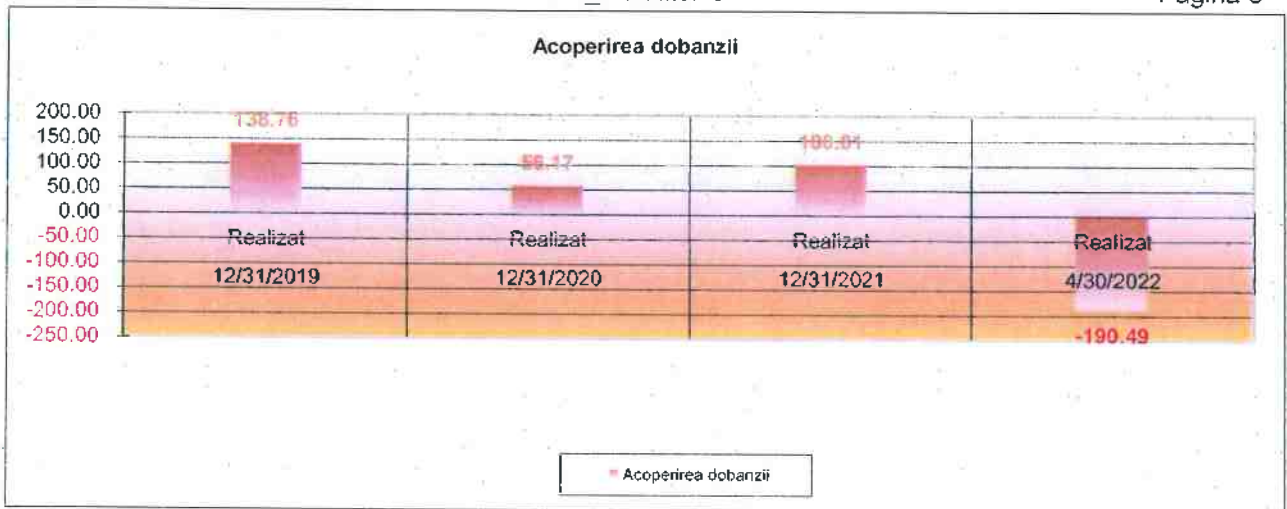 Acoperirea dobanzii
200.00
150.00
100.00
50.00
0.00
-50.00
-100.00
-150.00
-200.00
-250.00
138.76
Realizat
Realizat
Realizat
Realizat
12/31/2019
12/31/2020
12/31/2021
4/30/2022
-190.49
Acoperirea dobanzii